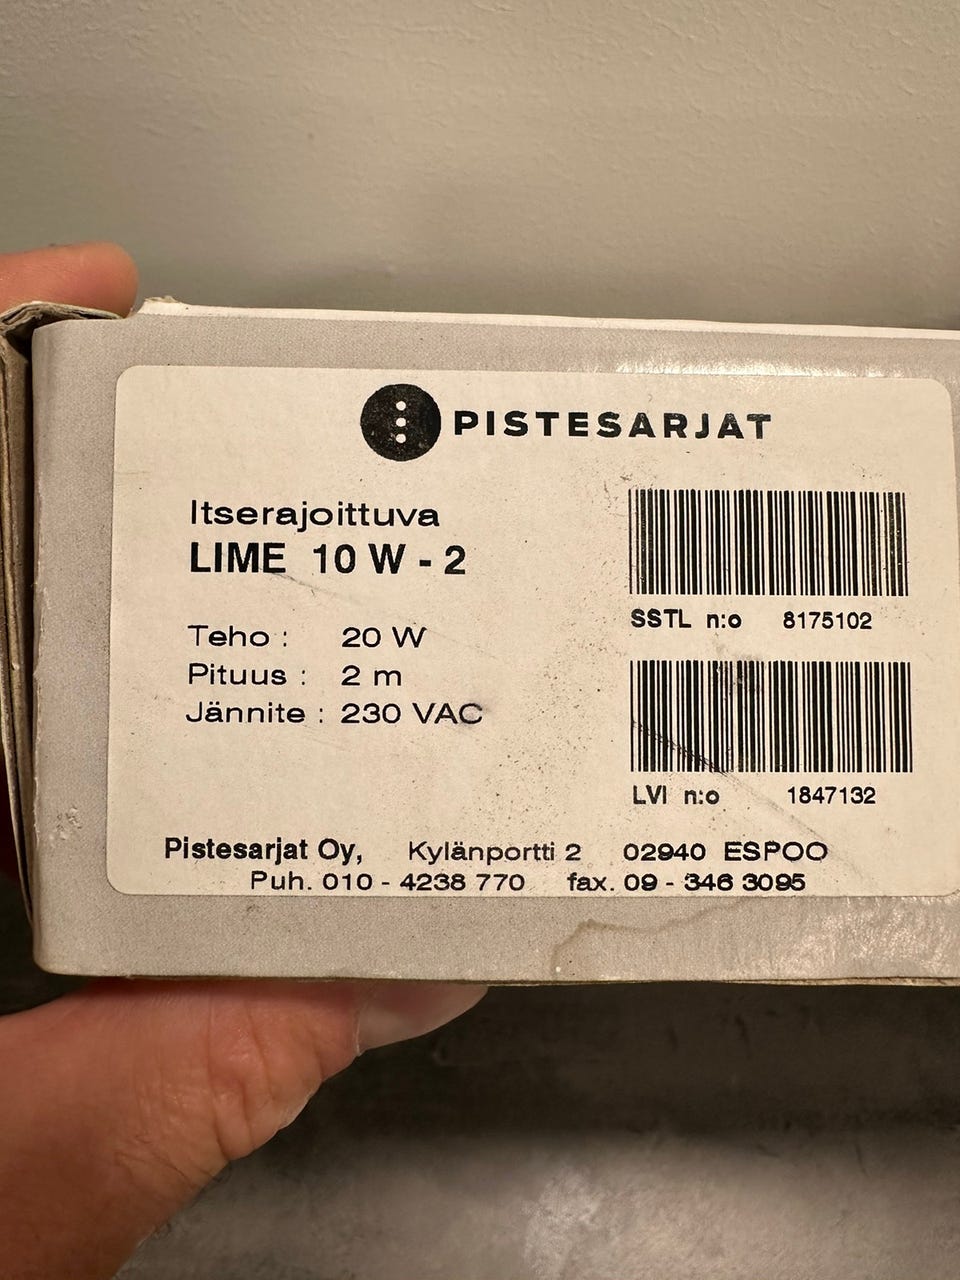 PISTESARJAT
Itserajoittuva
LIME 10 W - 2
Teho : 20 W
Pituus : 2 m
Jännite : 230 VAC
SSTL n:o 8175102
LVI n:o 1847132
Pistesarjat Oy, Kylänportti 2 02940 ESPOO
Puh. 010 - 4238 770 fax. 09 - 346 3095